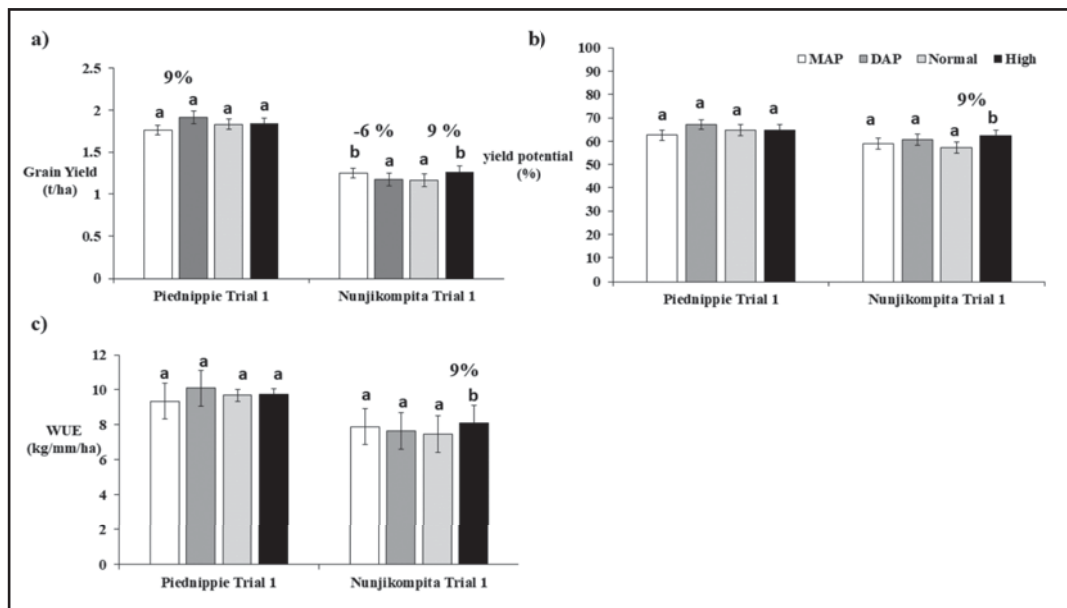 a)
9%
2.5
2
1.5
1
0.5
0
Grain Yield
(t/ha)
a a a a
-6 % 9 %
b a a b
Piednippie Trial 1 Nunjikompita Trial 1
b)
MAP DAP Normal High
100
90
80
70
60
50
40
30
20
10
0
yield potential
(%)
a a a a
9%
a a a b
Piednippie Trial 1 Nunjikompita Trial 1
c)
12
10
8
6
4
2
0
WUE
(kg/mm/ha)
a a a a
9%
a a a b
Piednippie Trial 1 Nunjikompita Trial 1